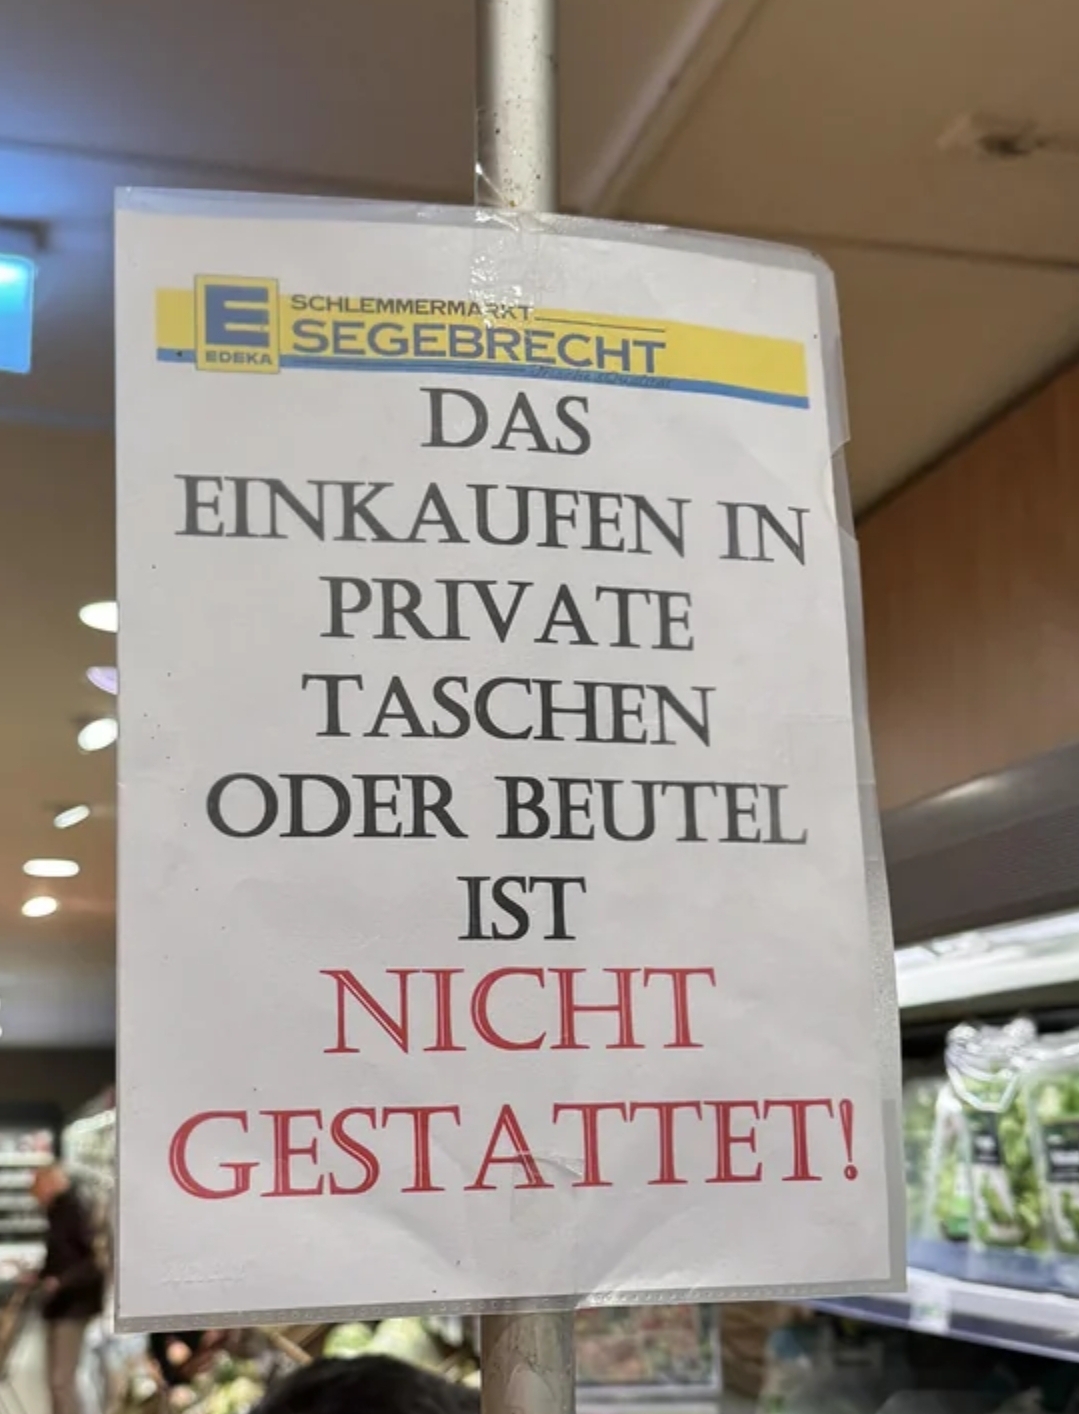 SCHLEMMERMARKT
SEGEBRECHT
EDEKA
DAS
EINKAUFEN IN
PRIVATE
TASCHEN
ODER BEUTEL
IST
NICHT
GESTATTET!